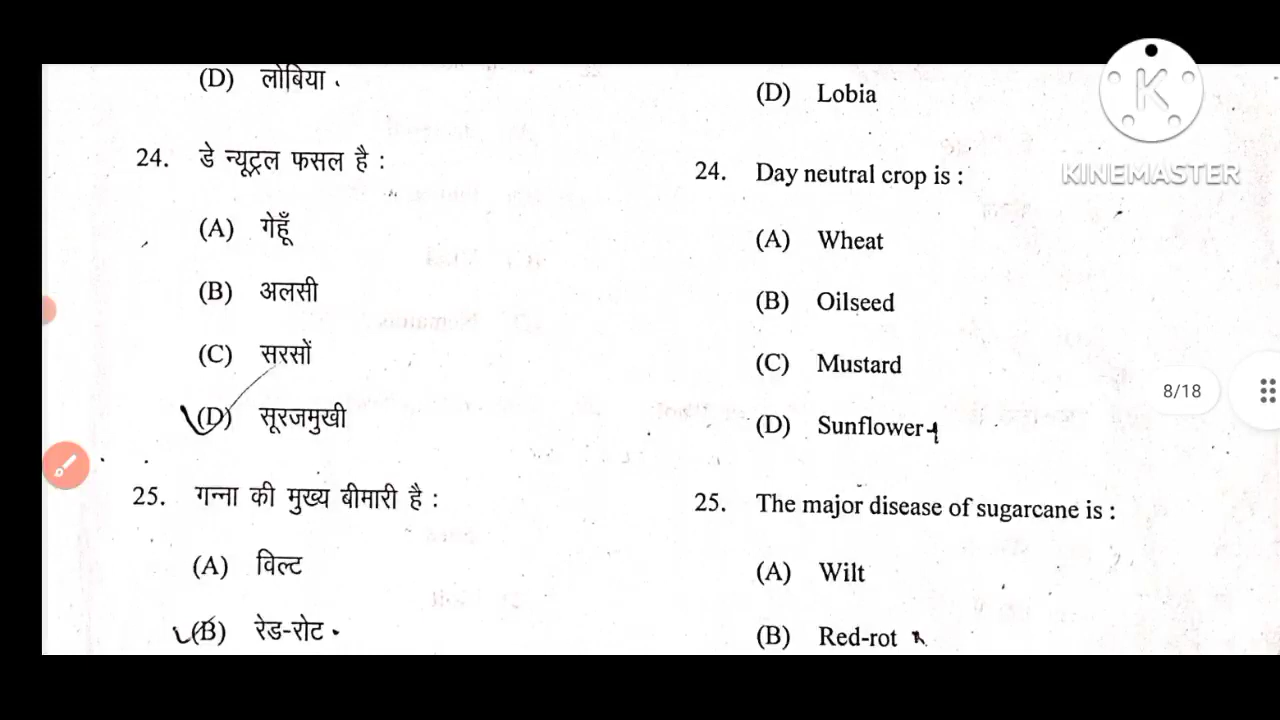 (D) लोबिया
24. डे न्यूट्रल फसल है :
(A) गेहूँ
(B) अलसी
(C) सरसों
(D) सूरजमुखी
25. गन्ना की मुख्य बीमारी है :
(A) विल्ट
(B) रेड-रोट
(D) Lobia
24. Day neutral crop is :
(A) Wheat
(B) Oilseed
(C) Mustard
(D) Sunflower
25. The major disease of sugarcane is :
(A) Wilt
(B) Red-rot
K
KINEMASTER
8/18